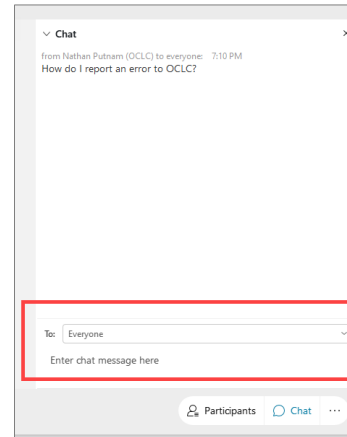 Chat
from Nathan Putnam (OCLC) to everyone: 7:10 PM
How do I report an error to OCLC?
To: Everyone
Enter chat message here
Participants Chat ...